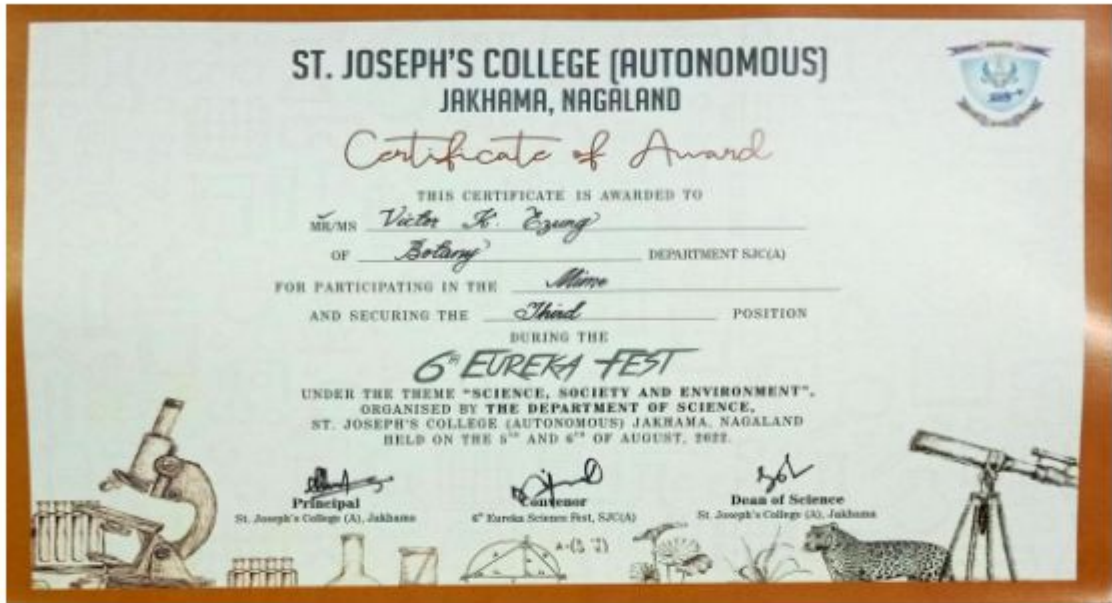 ST. JOSEPH'S COLLEGE (AUTONOMOUS)
JAKHAMA, NAGALAND
Certificate of Award
THIS CERTIFICATE IS AWARDED TO
MR/MS Victor K. Ezung
OF Botany DEPARTMENT SJC(A)
FOR PARTICIPATING IN THE Mime
AND SECURING THE Third POSITION
DURING THE
6TH EUREKA FEST
UNDER THE THEME "SCIENCE, SOCIETY AND ENVIRONMENT",
ORGANISED BY THE DEPARTMENT OF SCIENCE,
ST. JOSEPH'S COLLEGE (AUTONOMOUS) JAKHAMA, NAGALAND
HELD ON THE 5TH AND 6TH OF AUGUST, 2022.
Principal
St. Joseph's College (A), Jakhama
Convenor
6th Eureka Science Fest, SJC(A)
Dean of Science
St. Joseph's College (A), Jakhama